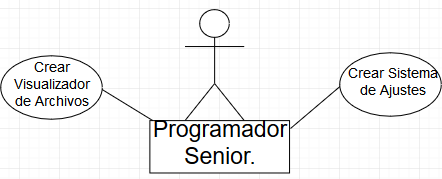 Crear
Visualizador
de Archivos
Crear Sistema
de Ajustes
Programador
Senior.